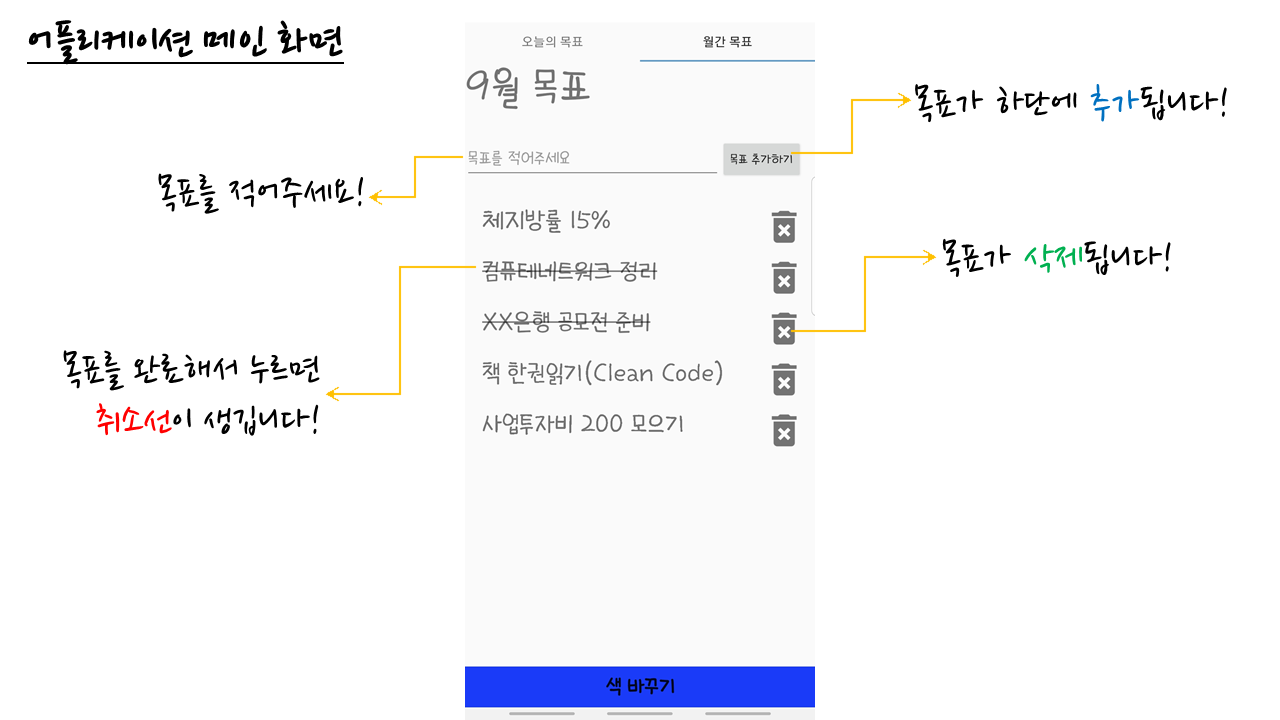 어플리케이션 메인 화면
오늘의 목표
월간 목표
9월 목표
목표가 하단에 추가됩니다!
목표를 적어주세요
목표 추가하기
목표를 적어주세요!
체지방률 15%
목표가 삭제됩니다!
컴퓨테네트워크 정리
XX은행 공모전 준비
책 한권읽기(Clean Code)
목표를 완료해서 누르면
취소선이 생깁니다!
사업투자비 200 모으기
색 바꾸기